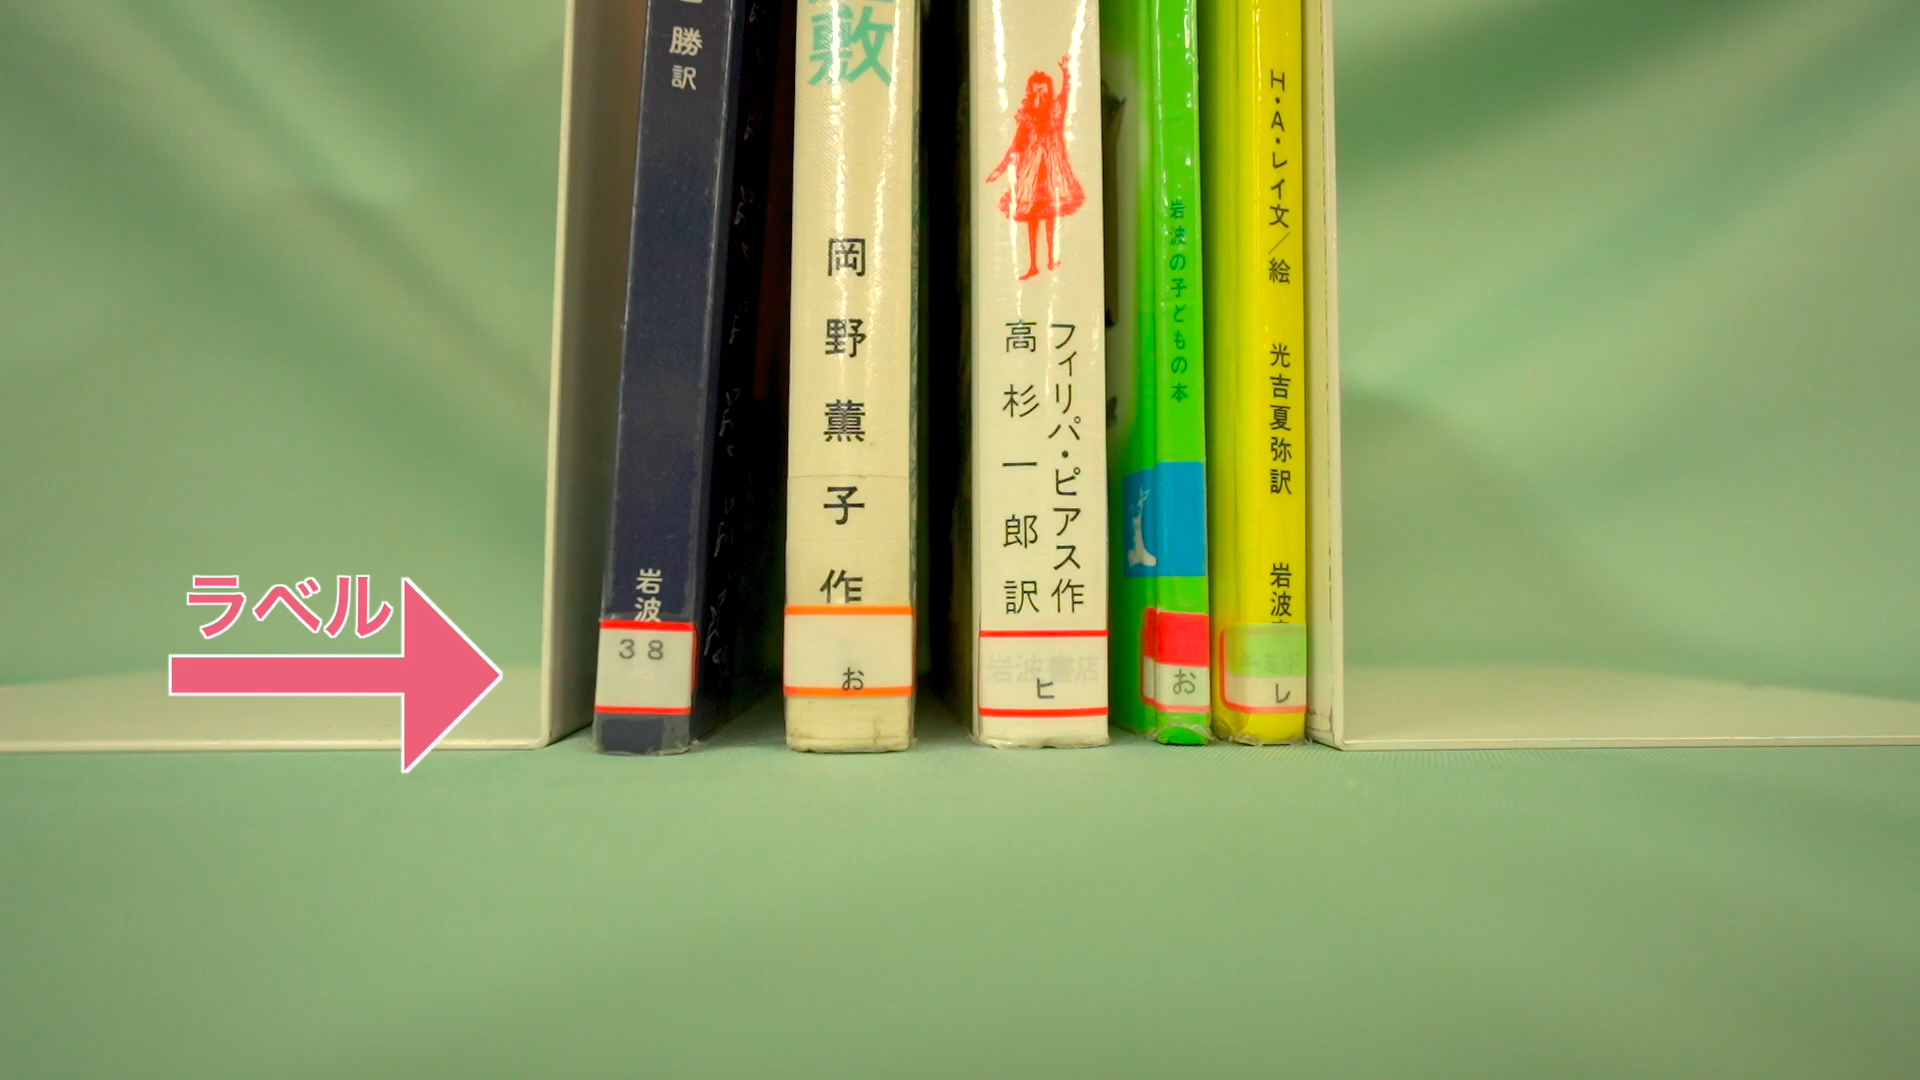 ラベル
勝訳
岩波
38
敷
岡野薫子作
お
フィリパ・ピアス作
高杉一郎訳
岩波書店
ヒ
岩波の子どもの本
お
H・A・レイ文/絵 光吉夏弥訳 岩波
レ